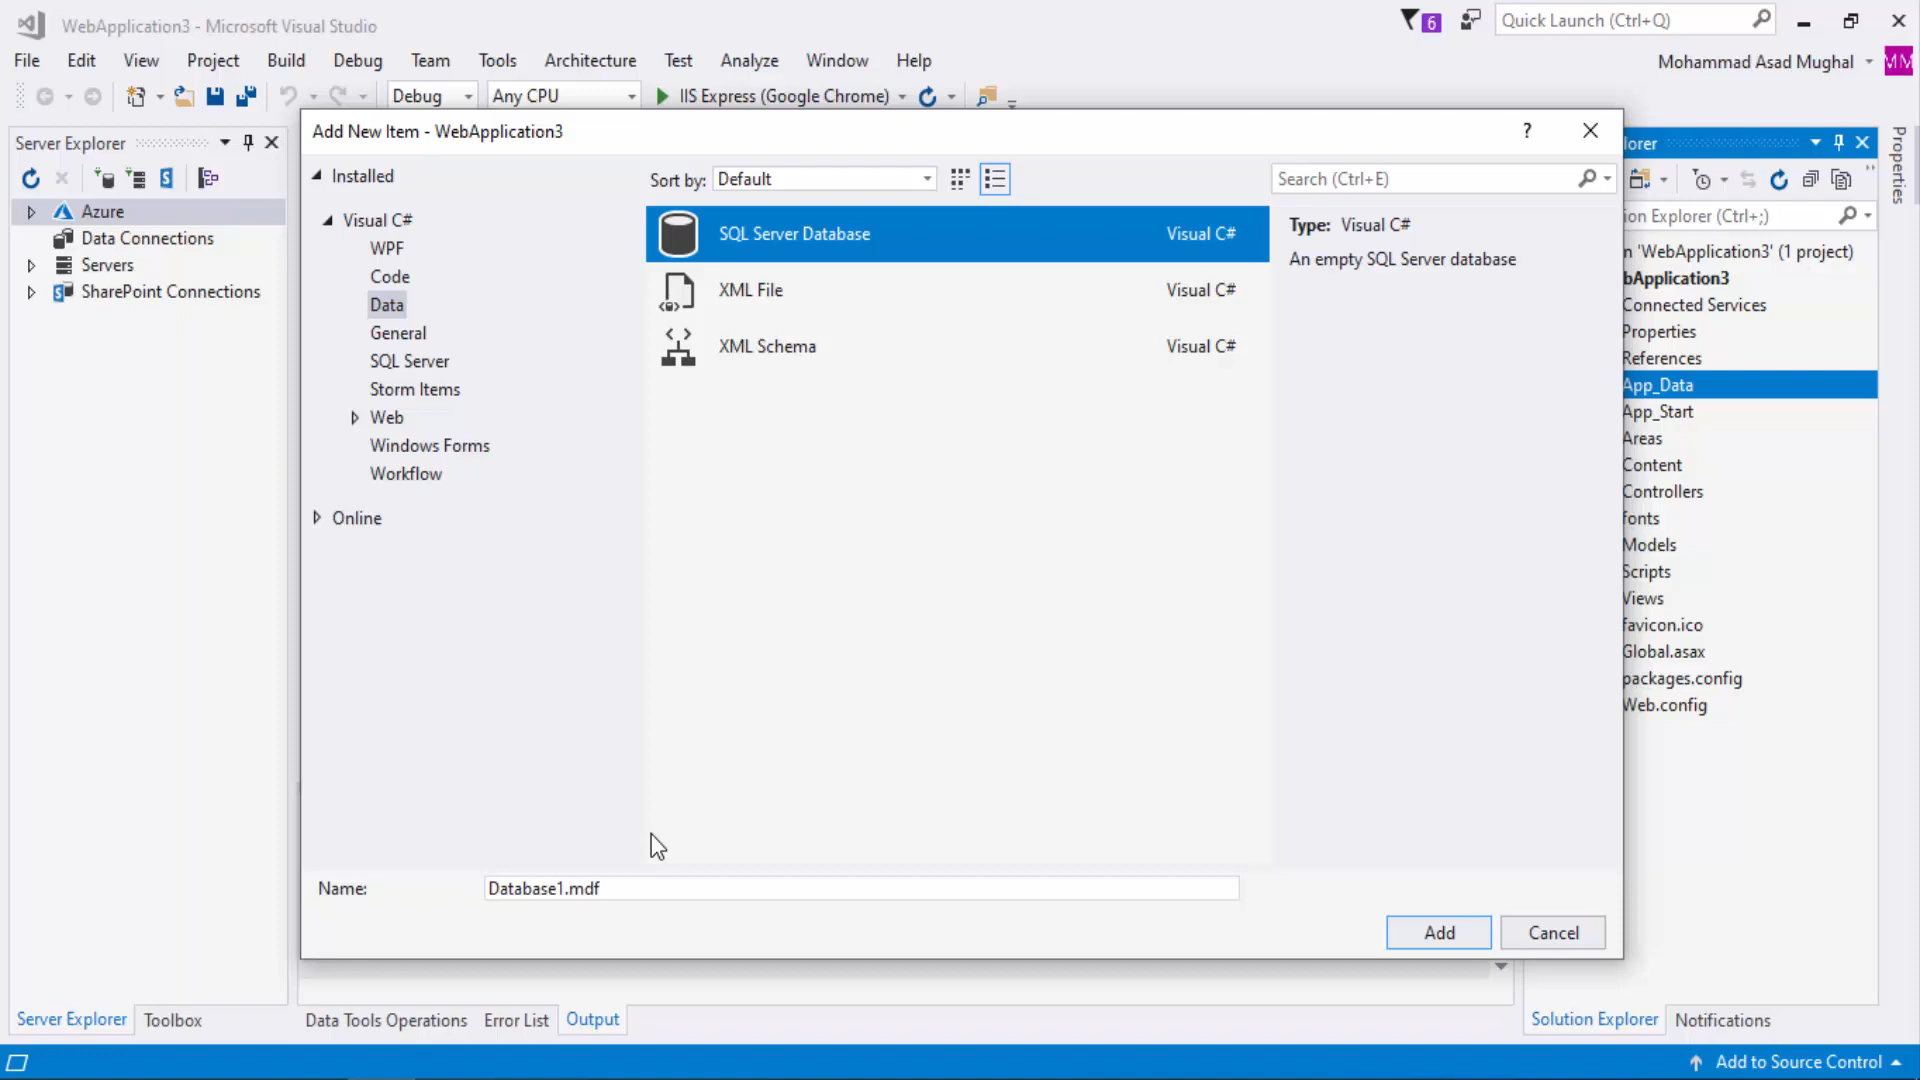 WebApplication3 - Microsoft Visual Studio
6
Quick Launch (Ctrl+Q)
File Edit View Project Build Debug Team Tools Architecture Test Analyze Window Help
Mohammad Asad Mughal
MM
Debug
Any CPU
IIS Express (Google Chrome)
Server Explorer
Azure
Data Connections
Servers
SharePoint Connections
Add New Item - WebApplication3
?
Installed
Visual C#
WPF
Code
Data
General
SQL Server
Storm Items
Web
Windows Forms
Workflow
Online
Sort by: Default
Search (Ctrl+E)
SQL Server Database Visual C#
XML File Visual C#
XML Schema Visual C#
Type: Visual C#
An empty SQL Server database
Name: Database1.mdf
Add
Cancel
lorer
ion Explorer (Ctrl+;)
n 'WebApplication3' (1 project)
bApplication3
Connected Services
Properties
References
App_Data
App_Start
Areas
Content
Controllers
fonts
Models
Scripts
Views
favicon.ico
Global.asax
packages.config
Web.config
Properties
Server Explorer Toolbox
Data Tools Operations Error List Output
Solution Explorer Notifications
Add to Source Control